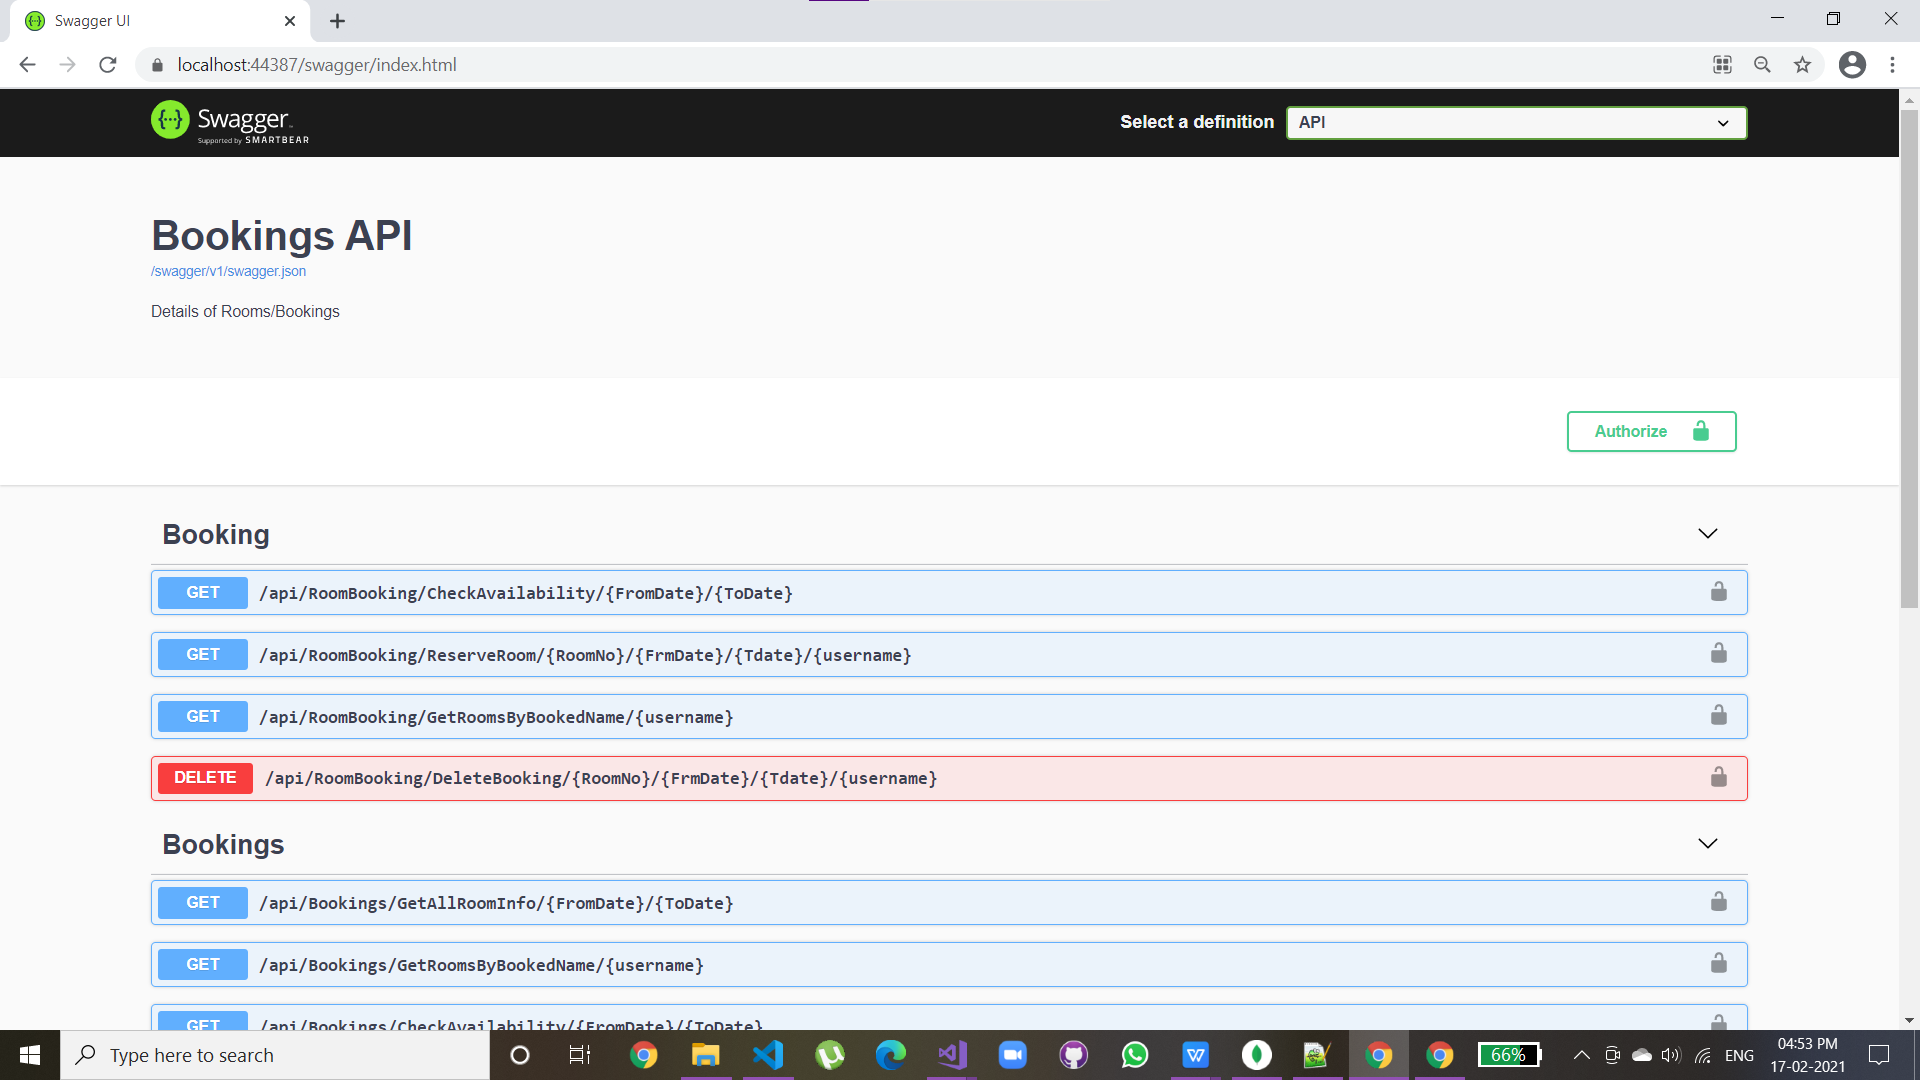 Swagger UI
localhost:44387/swagger/index.html
Swagger
Supported by SMARTBEAR
Select a definition
API
Bookings API
/swagger/v1/swagger.json
Details of Rooms/Bookings
Authorize
Booking
GET /api/RoomBooking/CheckAvailability/{FromDate}/{ToDate}
GET /api/RoomBooking/ReserveRoom/{RoomNo}/{FrmDate}/{Tdate}/{username}
GET /api/RoomBooking/GetRoomsByBookedName/{username}
DELETE /api/RoomBooking/DeleteBooking/{RoomNo}/{FrmDate}/{Tdate}/{username}
Bookings
GET /api/Bookings/GetAllRoomInfo/{FromDate}/{ToDate}
GET /api/Bookings/GetRoomsByBookedName/{username}
GET /api/Bookings/CheckAvailability/{FromDate}/{ToDate}
Type here to search
66%
ENG
04:53 PM
17-02-2021